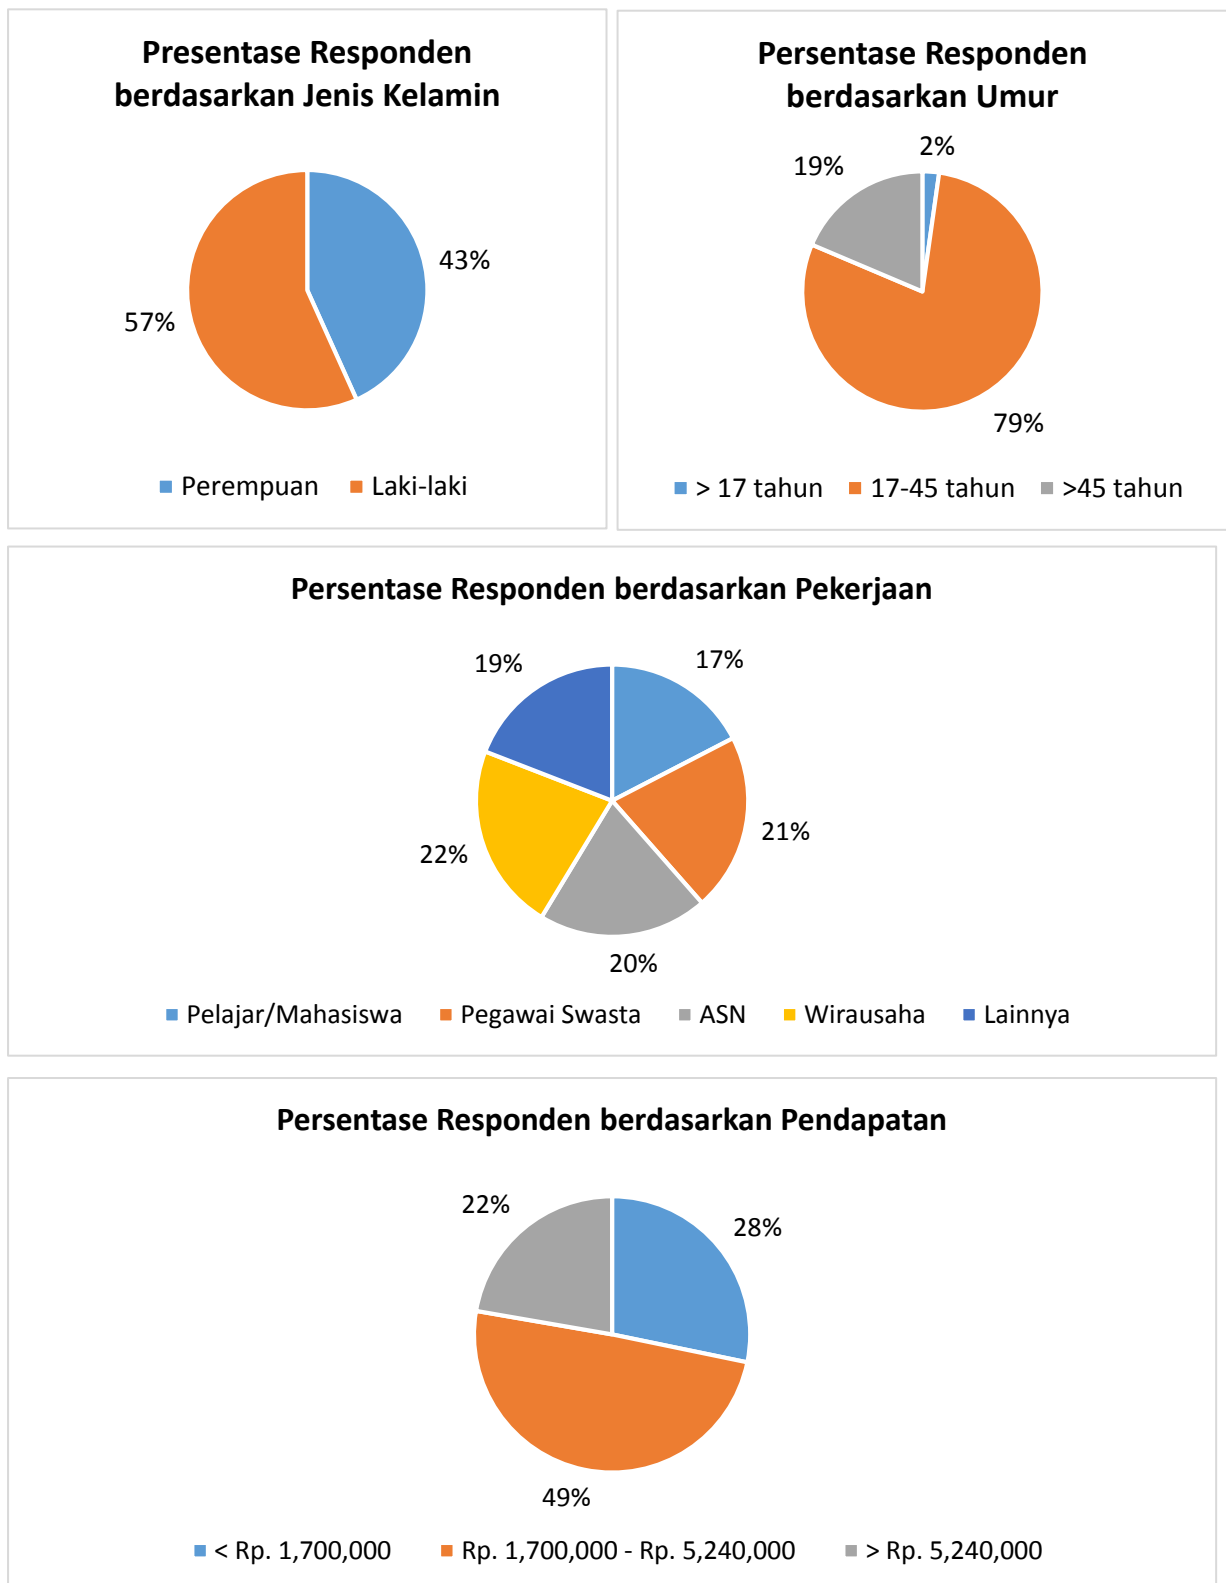 Presentase Responden
berdasarkan Jenis Kelamin
43%
57%
Perempuan Laki-laki
Persentase Responden
berdasarkan Umur
2%
19%
79%
> 17 tahun 17-45 tahun >45 tahun
Persentase Responden berdasarkan Pekerjaan
19% 17%
21%
22%
20%
Pelajar/Mahasiswa Pegawai Swasta ASN Wirausaha Lainnya
Persentase Responden berdasarkan Pendapatan
22%
28%
49%
< Rp. 1,700,000 Rp. 1,700,000 - Rp. 5,240,000 > Rp. 5,240,000